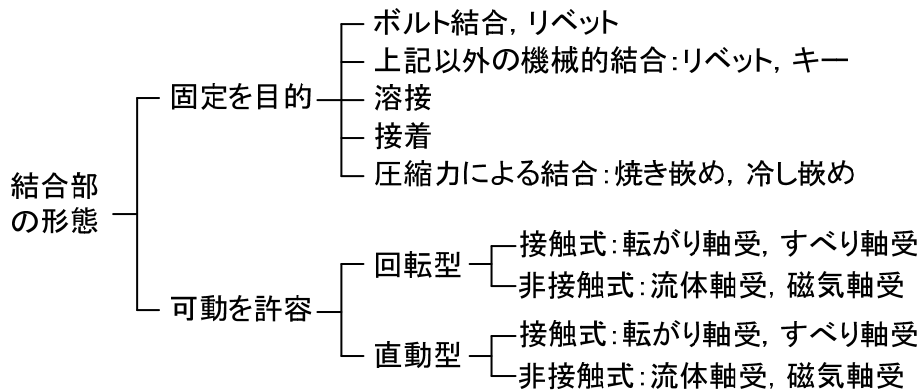 ボルト結合，リベット
上記以外の機械的結合：リベット，キー
固定を目的
溶接
接着
圧縮力による結合：焼き嵌め，冷し嵌め
結合部
の形態
接触式：転がり軸受，すべり軸受
回転型
非接触式：流体軸受，磁気軸受
可動を許容
接触式：転がり軸受，すべり軸受
直動型
非接触式：流体軸受，磁気軸受